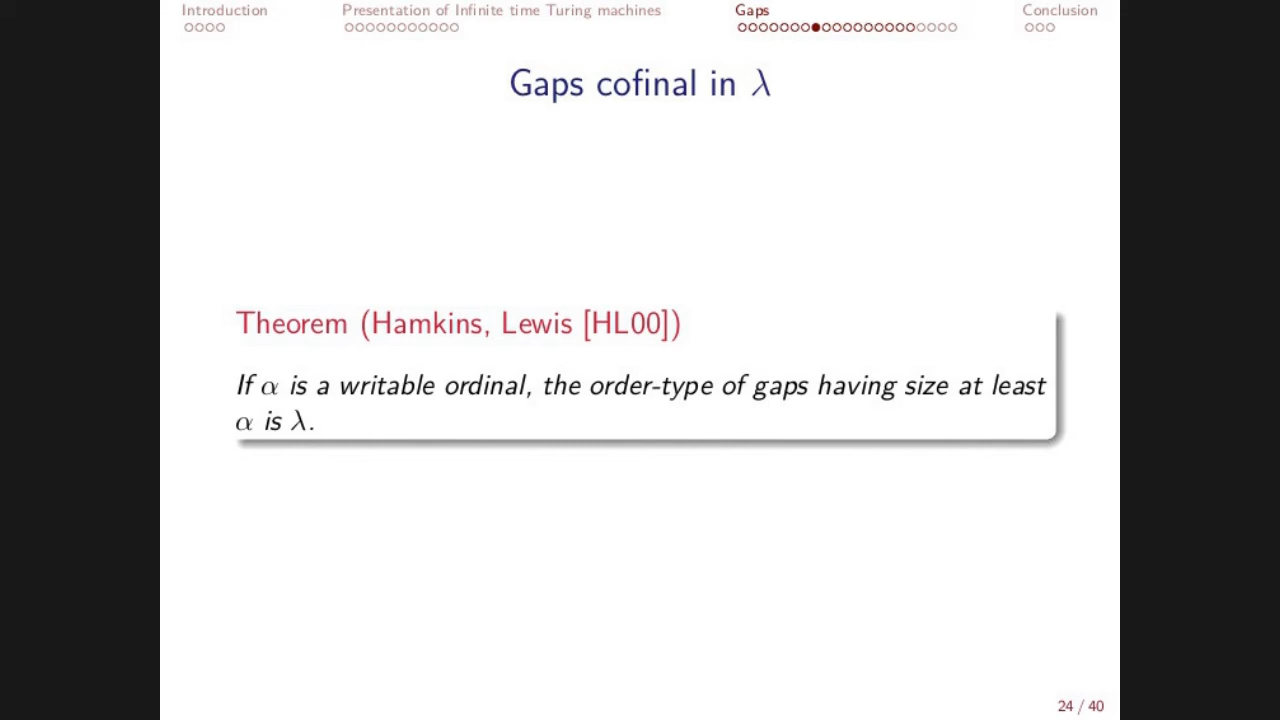 Introduction Presentation of Infinite time Turing machines Gaps Conclusion
Gaps cofinal in λ
Theorem (Hamkins, Lewis [HL00])
If α is a writable ordinal, the order-type of gaps having size at least
α is λ.
24 / 40